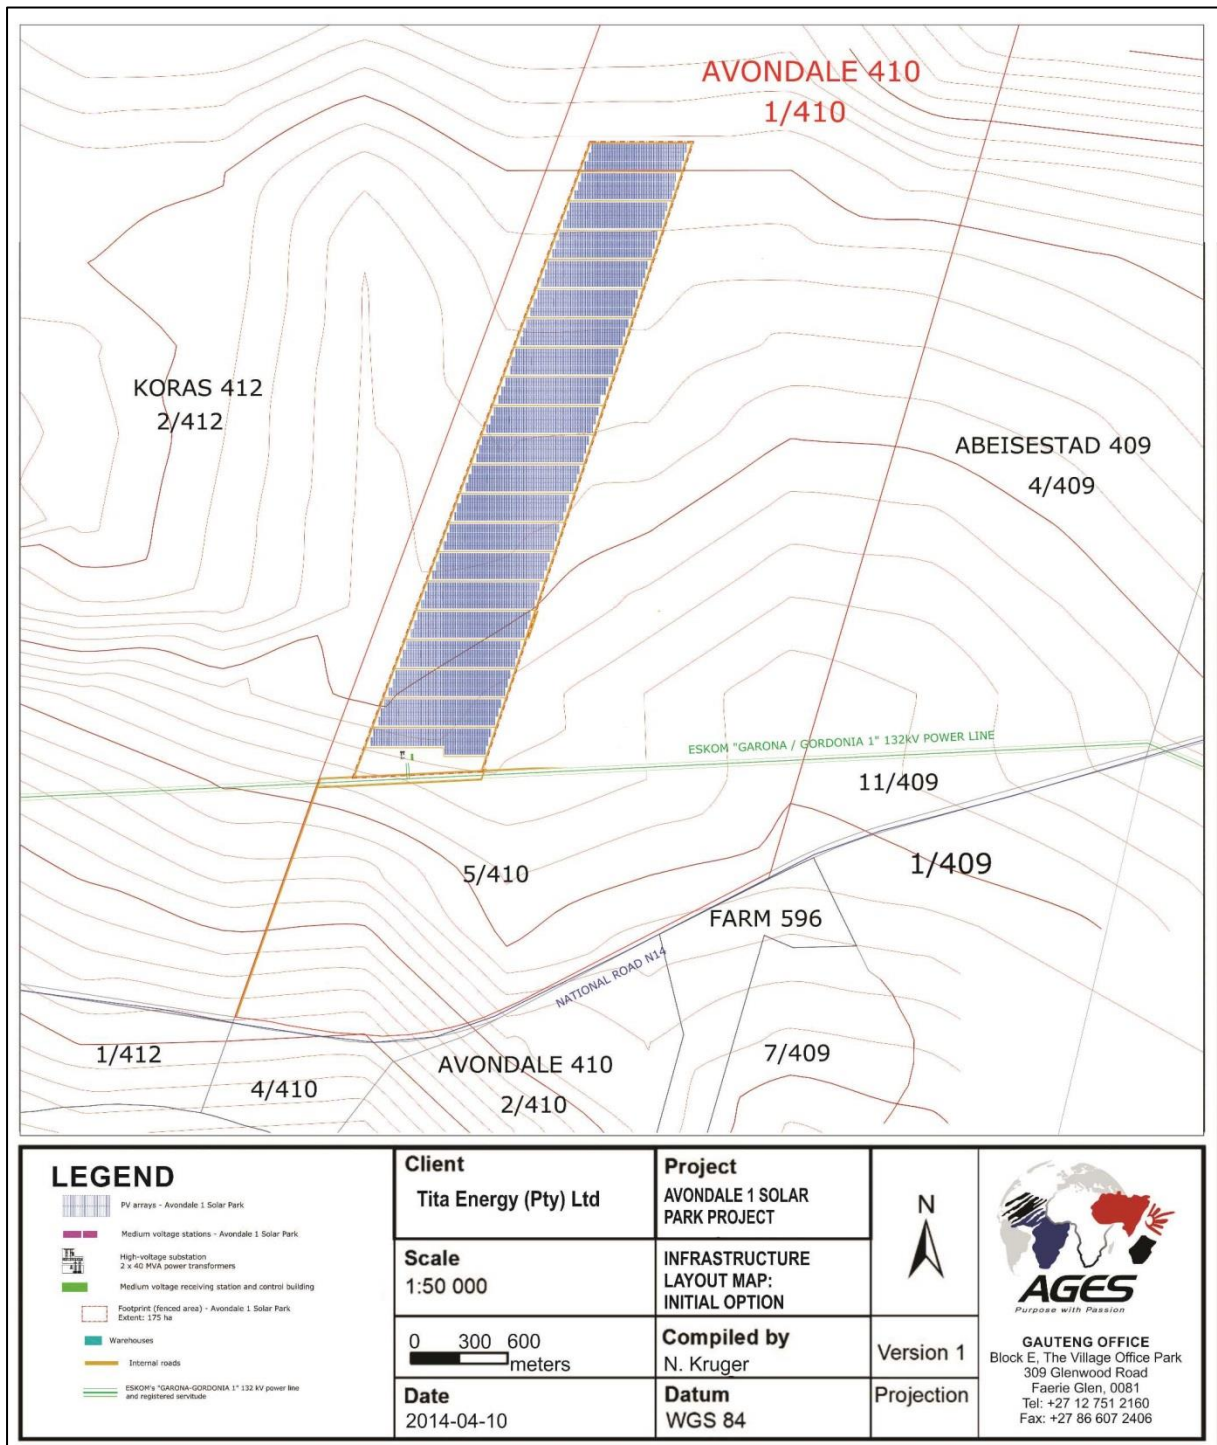 AVONDALE 410
1/410
KORAS 412
2/412
ABEISESTAD 409
4/409
ESKOM "GARONA / GORDONIA 1" 132kV POWER LINE
11/409
5/410
1/409
FARM 596
NATIONAL ROAD N14
1/412
AVONDALE 410
7/409
4/410
2/410
LEGEND
PV arrays - Avondale 1 Solar Park
Medium voltage stations - Avondale 1 Solar Park
High-voltage substation
2 x 40 MVA power transformers
Medium voltage receiving station and control building
Footprint (fenced area) - Avondale 1 Solar Park
Extent: 175 ha
Warehouses
Internal roads
ESKOM's "GARONA-GORDONIA 1" 132 kV power line
and registered servitude
Client
Tita Energy (Pty) Ltd
Scale
1:50 000
0 300 600
meters
Date
2014-04-10
Project
AVONDALE 1 SOLAR
PARK PROJECT
INFRASTRUCTURE
LAYOUT MAP:
INITIAL OPTION
Compiled by
N. Kruger
Datum
WGS 84
N
Version 1
Projection
AGES
Purpose with Passion
GAUTENG OFFICE
Block E, The Village Office Park
309 Glenwood Road
Faerie Glen, 0081
Tel: +27 12 751 2160
Fax: +27 86 607 2406